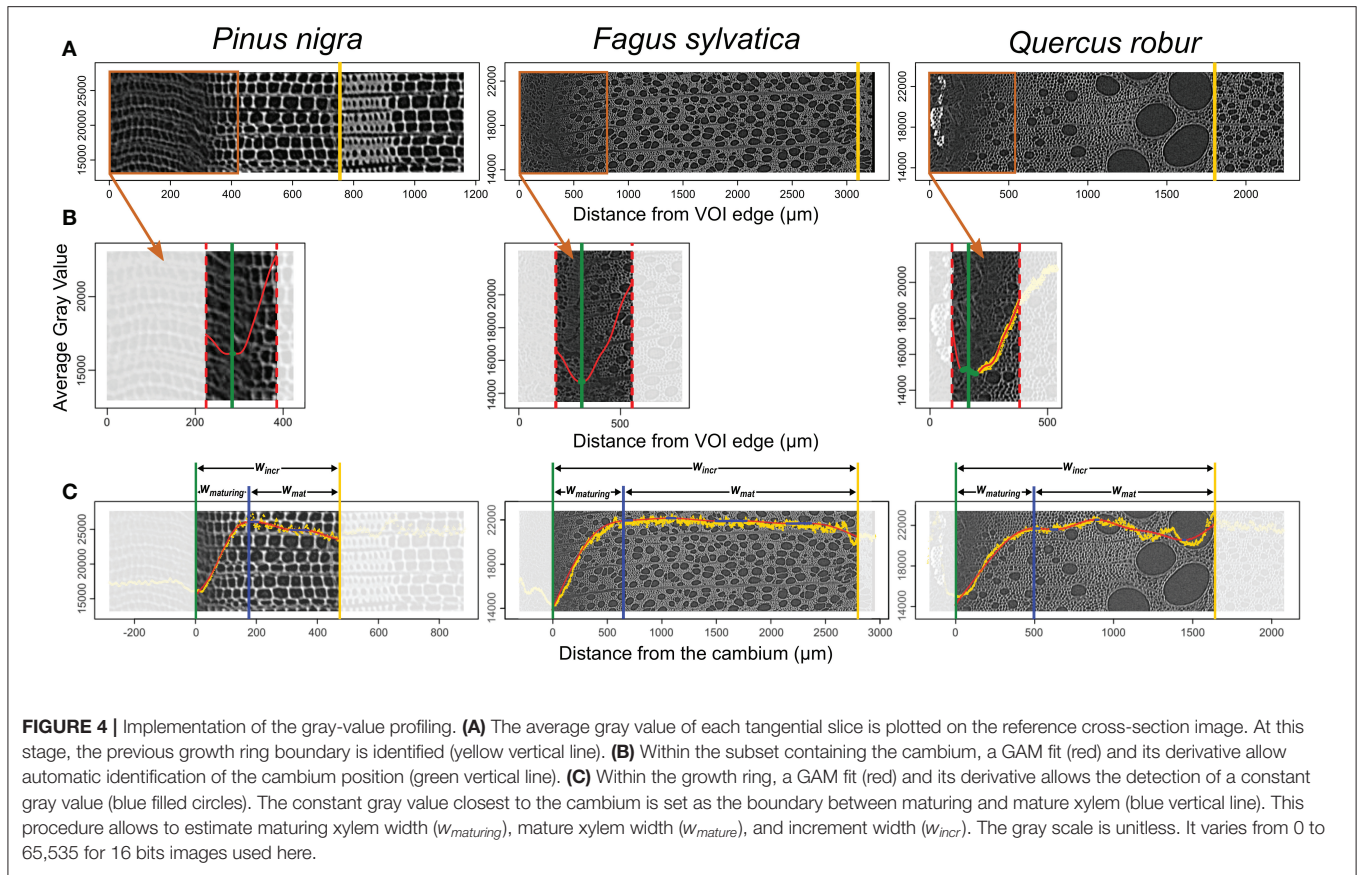 Pinus nigra
Fagus sylvatica
Quercus robur
A
15000 20000 25000
0 200 400 600 800 1000 1200
14000 18000 22000
0 500 1000 1500 2000 2500 3000
14000 18000 22000
0 500 1000 1500 2000
Distance from VOI edge (µm)
B
Average Gray Value
15000 20000
0 200 400
14000 16000 18000 20000
0 500
14000 16000 18000 20000
0 500
Distance from VOI edge (µm)
C
Wincr
Wmaturing
Wmat
Wincr
Wmaturing
Wmat
Wincr
Wmaturing
Wmat
15000 20000 25000
-200 0 200 400 600 800
14000 18000 22000
0 500 1000 1500 2000 2500 3000
14000 18000 22000
0 500 1000 1500 2000
Distance from the cambium (µm)
FIGURE 4 | Implementation of the gray-value profiling. (A) The average gray value of each tangential slice is plotted on the reference cross-section image. At this
stage, the previous growth ring boundary is identified (yellow vertical line). (B) Within the subset containing the cambium, a GAM fit (red) and its derivative allow
automatic identification of the cambium position (green vertical line). (C) Within the growth ring, a GAM fit (red) and its derivative allows the detection of a constant
gray value (blue filled circles). The constant gray value closest to the cambium is set as the boundary between maturing and mature xylem (blue vertical line). This
procedure allows to estimate maturing xylem width (wmaturing), mature xylem width (wmature), and increment width (wincr). The gray scale is unitless. It varies from 0 to
65,535 for 16 bits images used here.